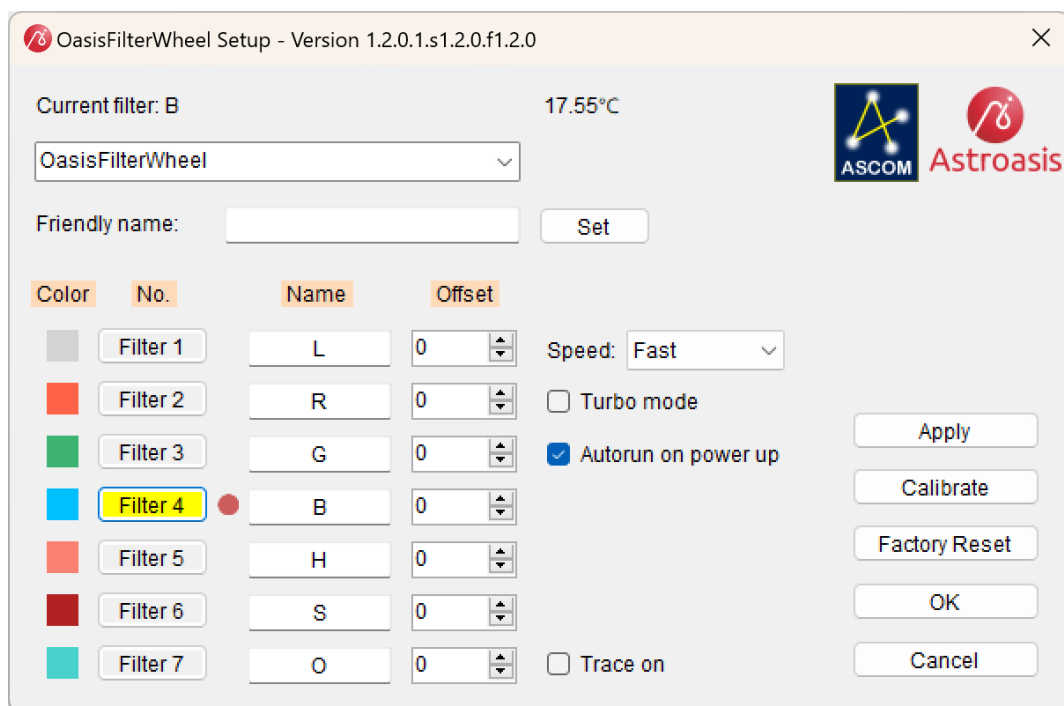 OasisFilterWheel Setup - Version 1.2.0.1.s1.2.0.f1.2.0
Current filter: B 17.55°C
ASCOM
Astroasis
OasisFilterWheel
Friendly name: Set
Color No. Name Offset
Filter 1 L 0 Speed: Fast
Filter 2 R 0 Turbo mode
Filter 3 G 0 Autorun on power up
Apply
Filter 4 B 0
Calibrate
Filter 5 H 0
Factory Reset
Filter 6 S 0
OK
Filter 7 O 0 Trace on
Cancel